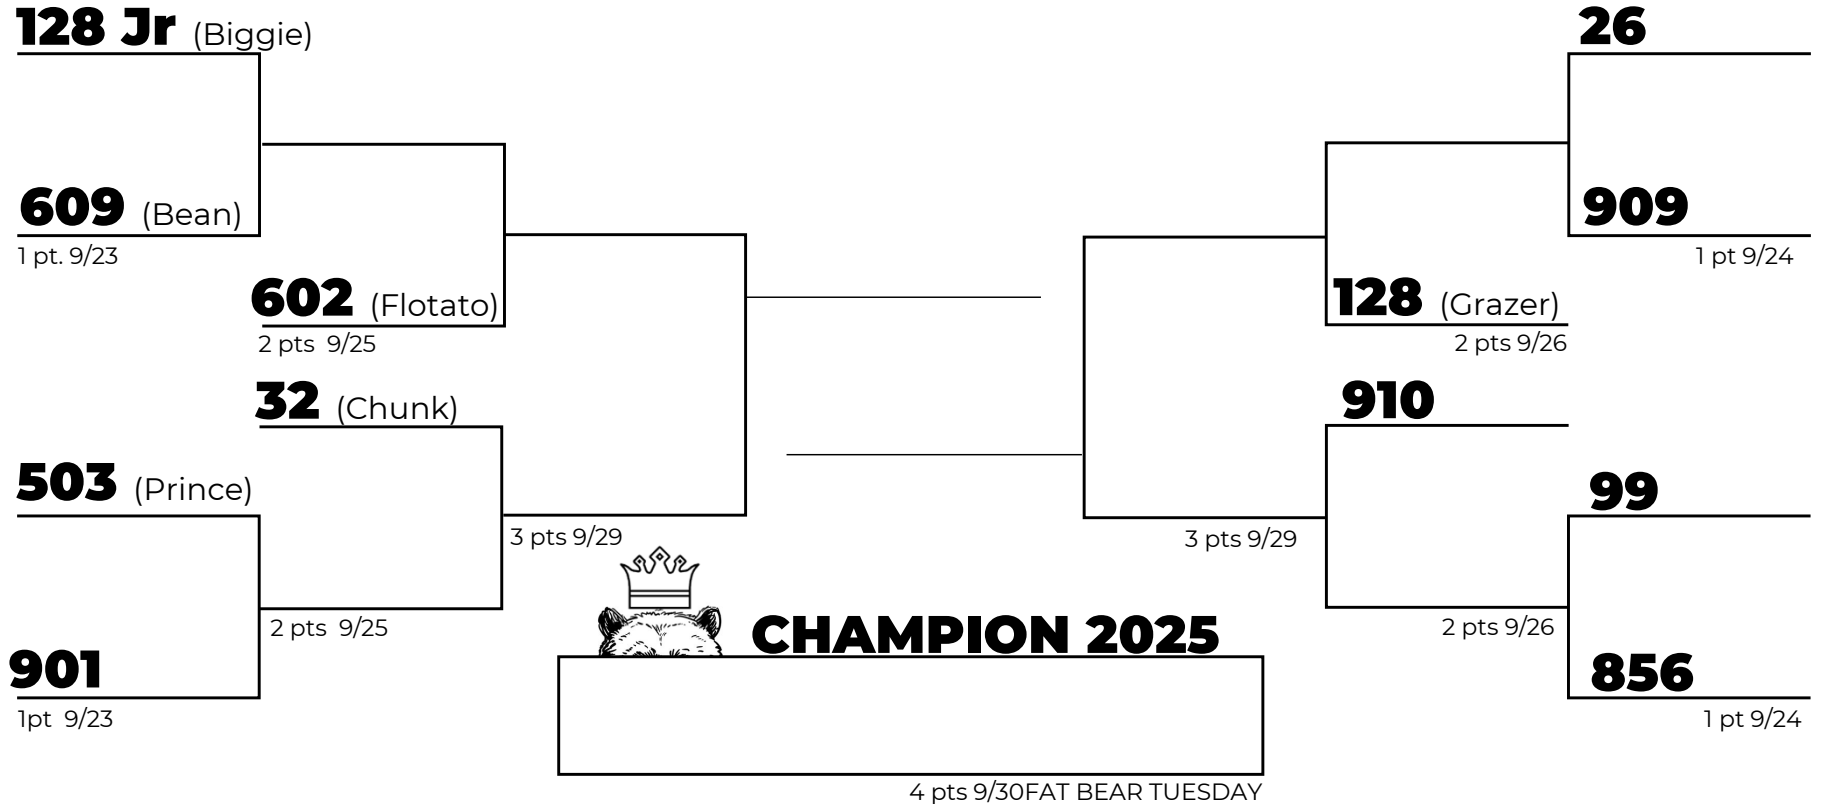 128 Jr (Biggie)
609 (Bean)
1 pt. 9/23
602 (Flotato)
2 pts 9/25
32 (Chunk)
503 (Prince)
2 pts 9/25
901
1pt 9/23
3 pts 9/29
26
909
1 pt 9/24
128 (Grazer)
2 pts 9/26
910
99
3 pts 9/29
2 pts 9/26
856
1 pt 9/24
CHAMPION 2025
4 pts 9/30FAT BEAR TUESDAY